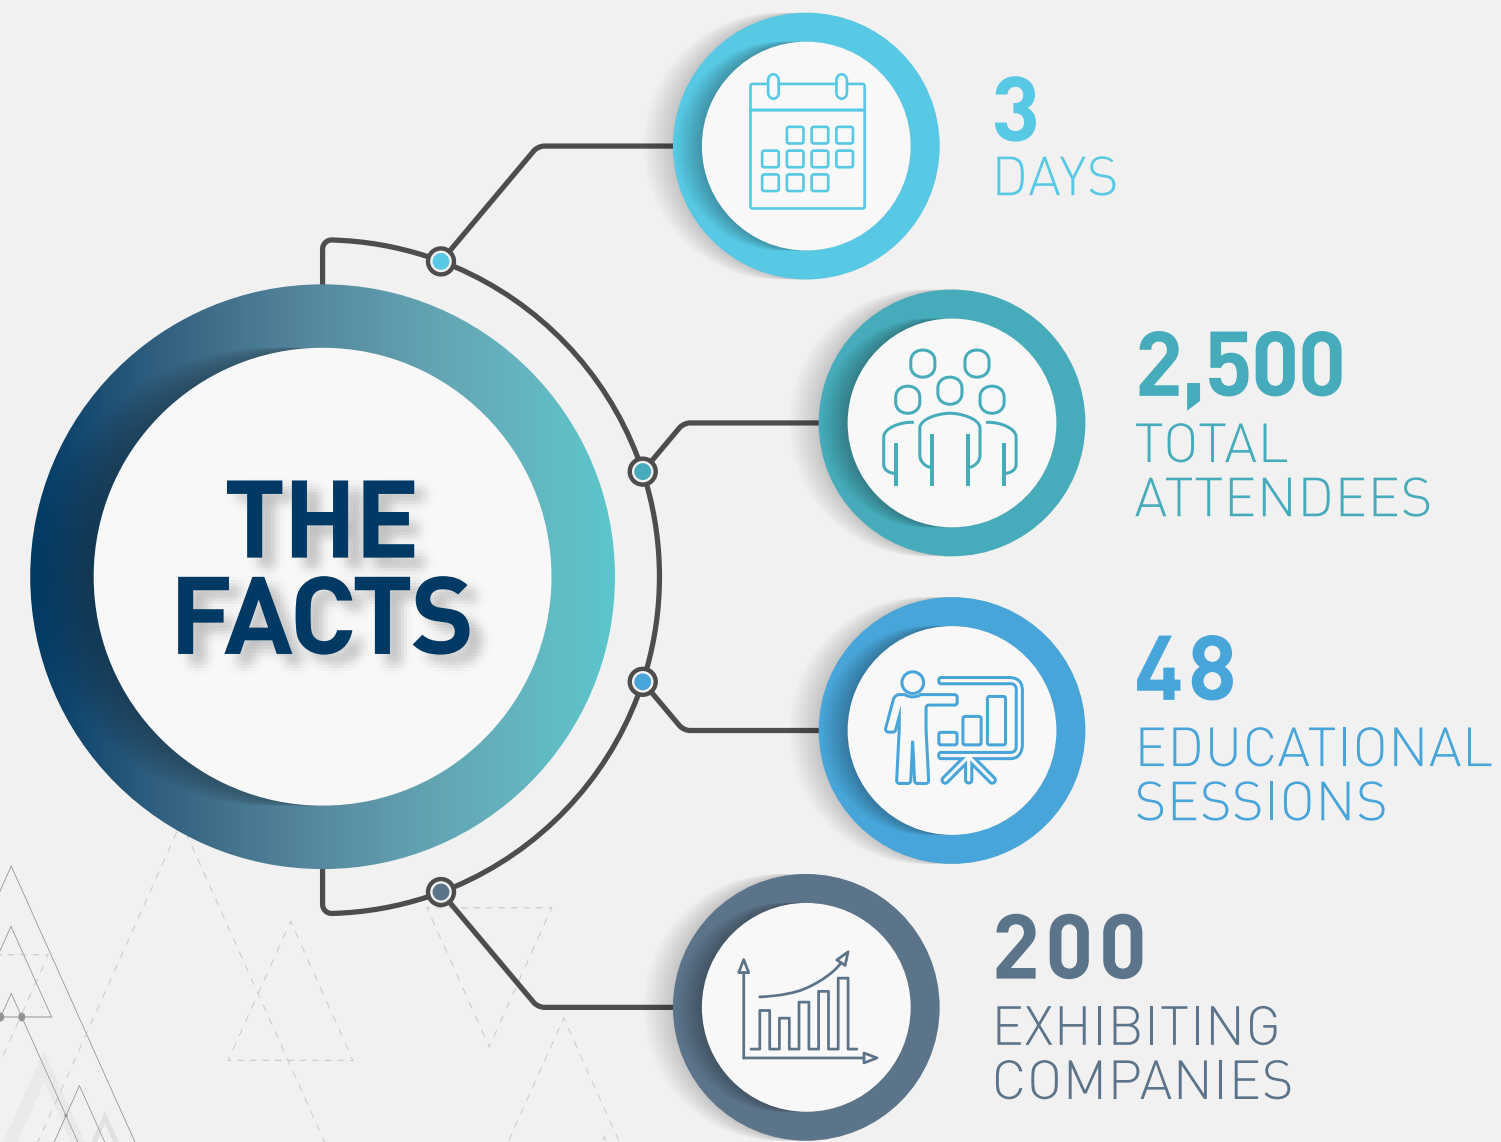 THE
FACTS
3
DAYS
2,500
TOTAL
ATTENDEES
48
EDUCATIONAL
SESSIONS
200
EXHIBITING
COMPANIES